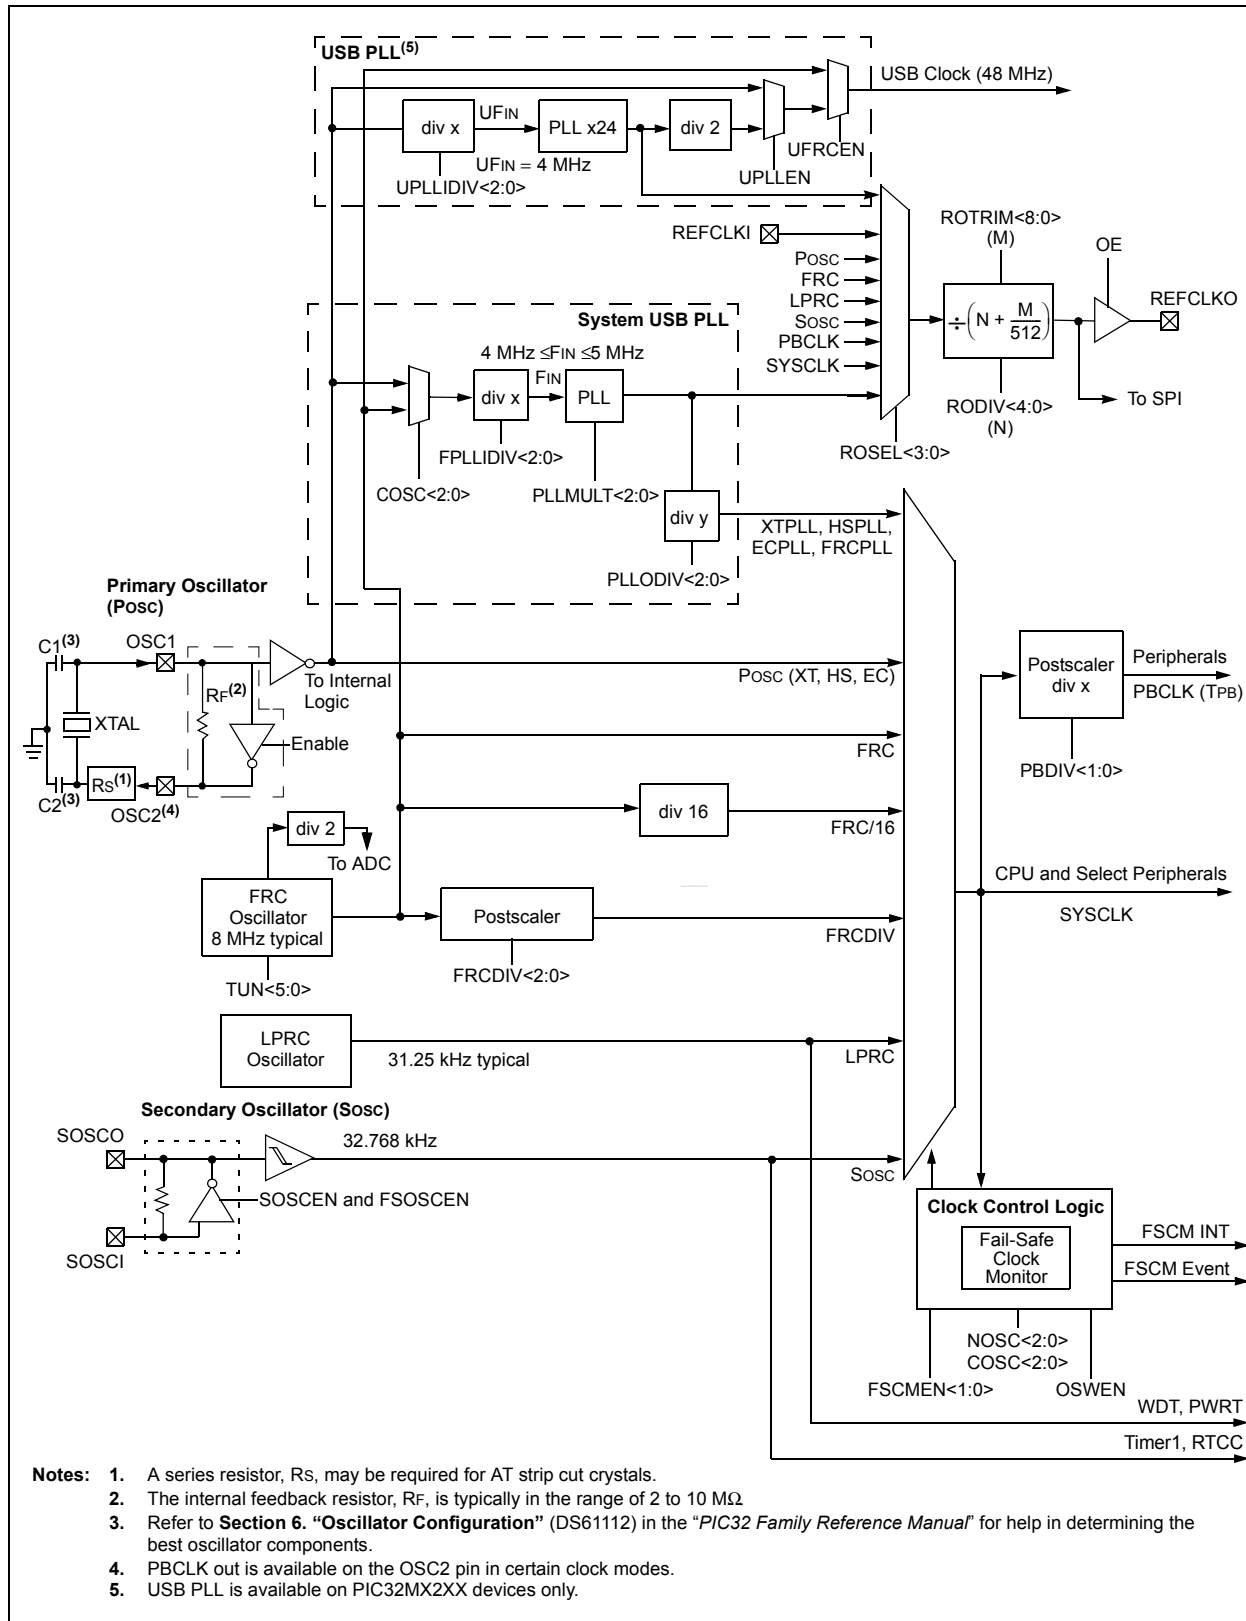 USB PLL(5)
USB Clock (48 MHz)
UFIN
div x
PLL x24
div 2
UFIN = 4 MHz
UFRCEN
UPLLIDIV<2:0>
UPLLEN
REFCLKI
ROTRIM<8:0>
(M)
OE
POSC
FRC
LPRC
SOSC
PBCLK
SYSCLK
÷(N + M/512)
REFCLKO
To SPI
RODIV<4:0>
(N)
ROSEL<3:0>
System USB PLL
4 MHz ≤FIN ≤5 MHz
FIN
div x
PLL
FPLLIDIV<2:0>
COSC<2:0>
PLLMULT<2:0>
div y
XTPLL, HSPLL,
ECPLL, FRCPLL
PLLODIV<2:0>
Primary Oscillator
(POSC)
C1(3)
OSC1
RF(2)
To Internal
Logic
XTAL
Enable
RS(1)
C2(3)
OSC2(4)
POSC (XT, HS, EC)
Postscaler
div x
Peripherals
PBCLK (TPB)
PBDIV<1:0>
FRC
div 16
FRC/16
div 2
To ADC
FRC
Oscillator
8 MHz typical
TUN<5:0>
Postscaler
FRCDIV
FRCDIV<2:0>
CPU and Select Peripherals
SYSCLK
LPRC
Oscillator
31.25 kHz typical
LPRC
Secondary Oscillator (SOSC)
SOSCO
32.768 kHz
SOSC
SOSCEN and FSOSCEN
SOSCI
Clock Control Logic
Fail-Safe
Clock
Monitor
FSCM INT
FSCM Event
NOSC<2:0>
COSC<2:0>
FSCMEN<1:0>
OSWEN
WDT, PWRT
Timer1, RTCC
Notes: 1. A series resistor, RS, may be required for AT strip cut crystals.
2. The internal feedback resistor, RF, is typically in the range of 2 to 10 MΩ
3. Refer to Section 6. “Oscillator Configuration” (DS61112) in the “PIC32 Family Reference Manual” for help in determining the
best oscillator components.
4. PBCLK out is available on the OSC2 pin in certain clock modes.
5. USB PLL is available on PIC32MX2XX devices only.